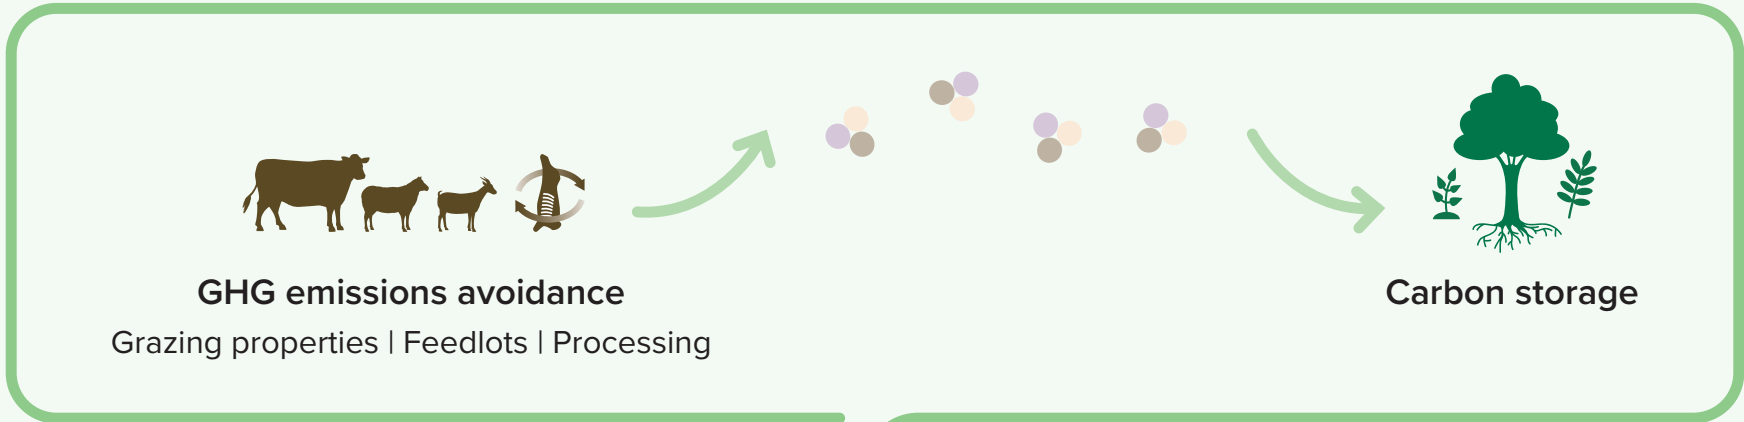 GHG emissions avoidance
Carbon storage
Grazing properties | Feedlots | Processing